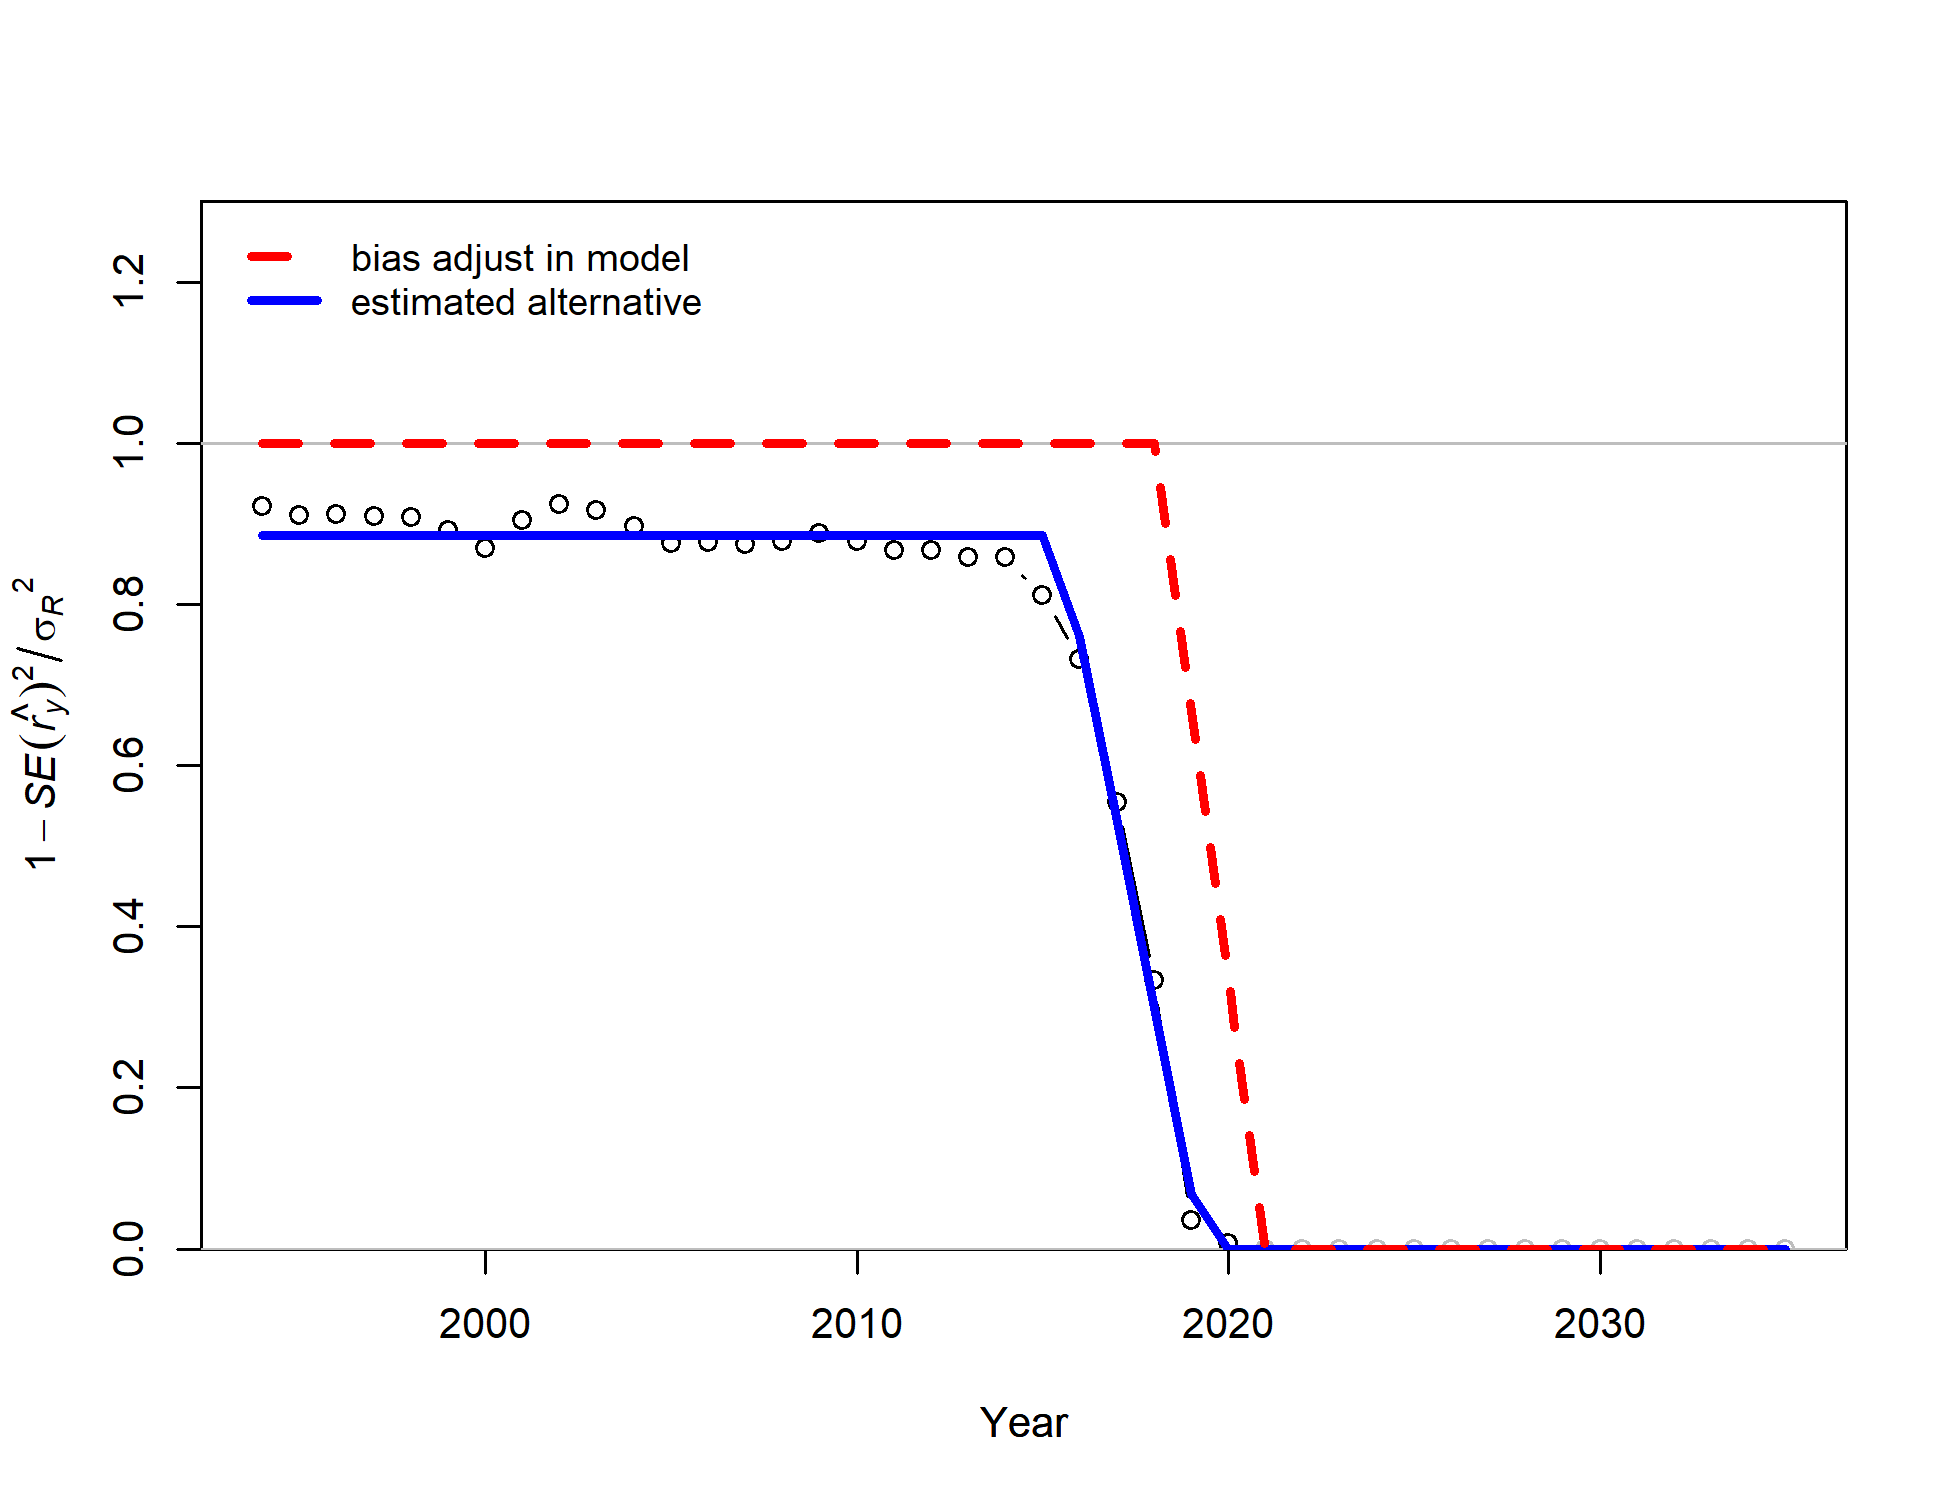 bias adjust in model
estimated alternative
1.2
1.0
0.8
0.6
0.4
0.2
0.0
1 − SE(r̂y)² / σR²
2000 2010 2020 2030
Year